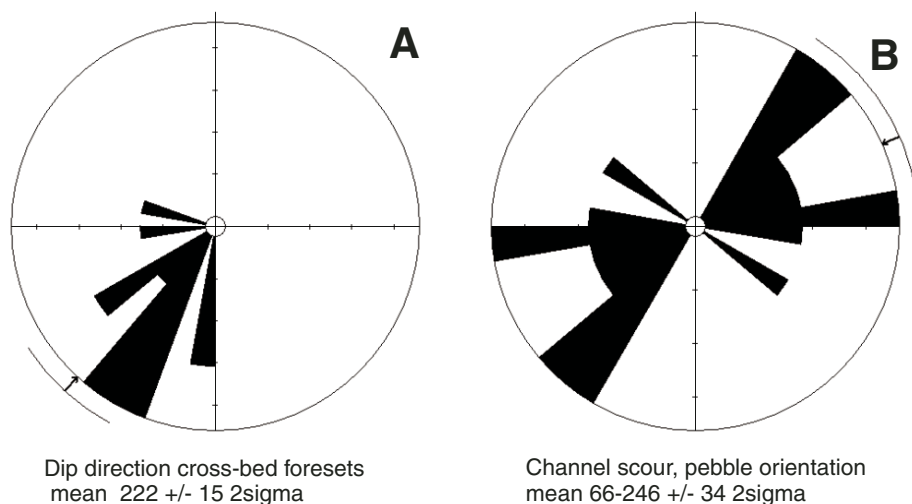 A
B
Dip direction cross-bed foresets
mean 222 +/- 15 2sigma
Channel scour, pebble orientation
mean 66-246 +/- 34 2sigma